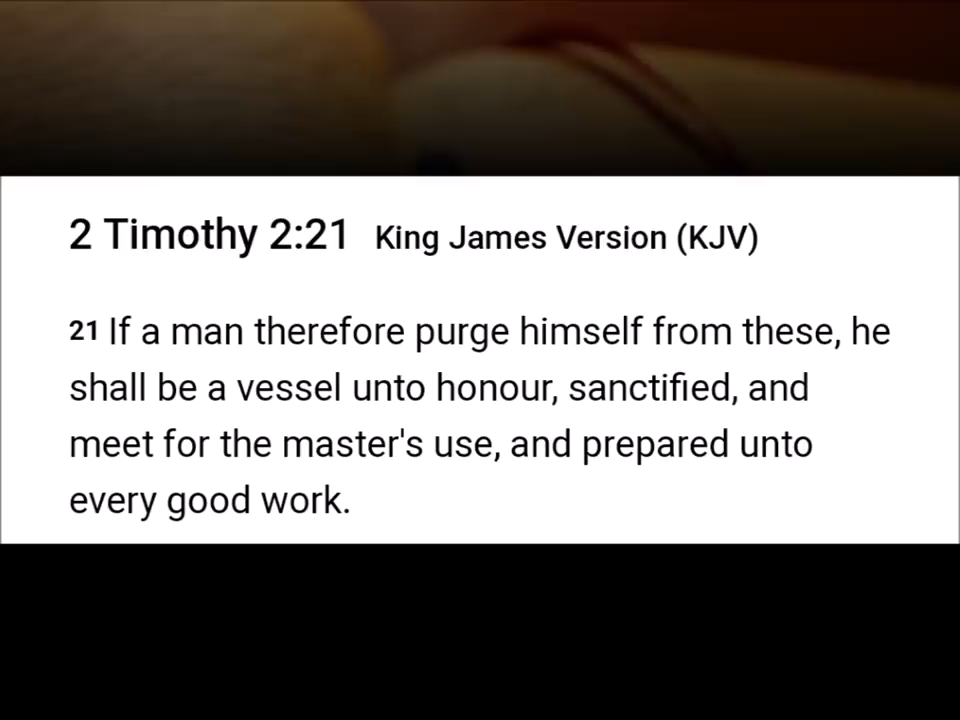 2 Timothy 2:21 King James Version (KJV)
21 If a man therefore purge himself from these, he
shall be a vessel unto honour, sanctified, and
meet for the master's use, and prepared unto
every good work.